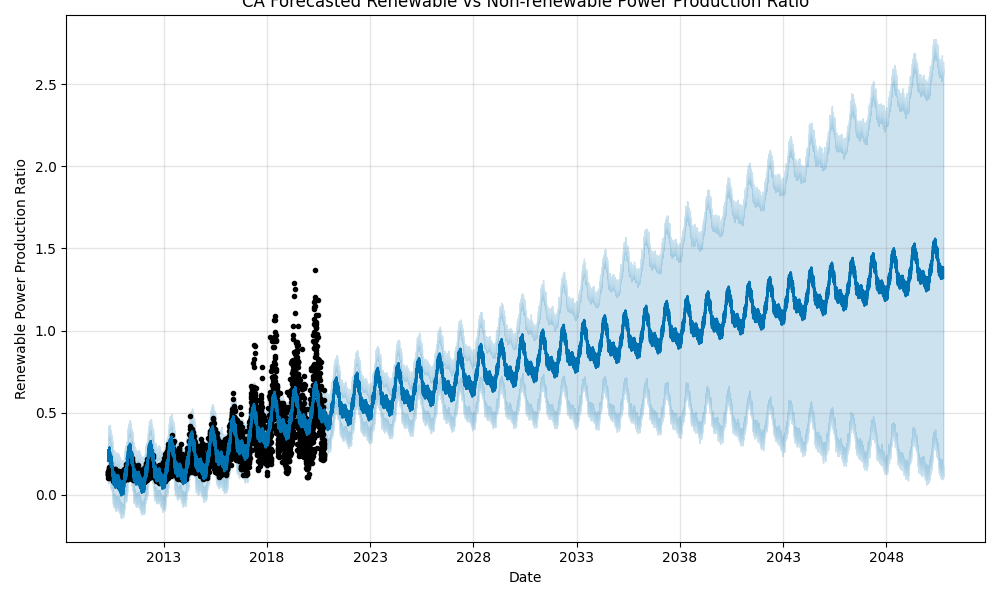 CA Forecasted Renewable vs Non-renewable Power Production Ratio
2.5
2.0
1.5
1.0
0.5
0.0
Renewable Power Production Ratio
2013 2018 2023 2028 2033 2038 2043 2048
Date